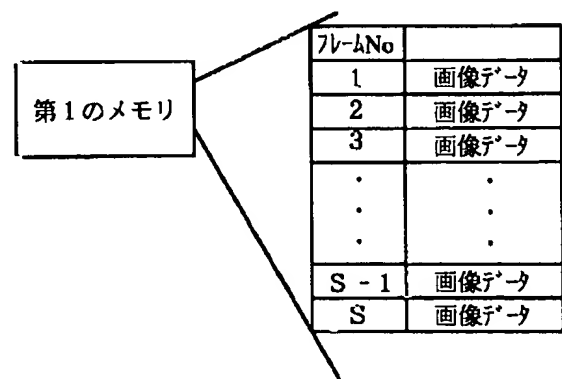 第1のメモリ
フレームNo
1 画像データ
2 画像データ
3 画像データ
・ ・
・ ・
・ ・
S-1 画像データ
S 画像データ